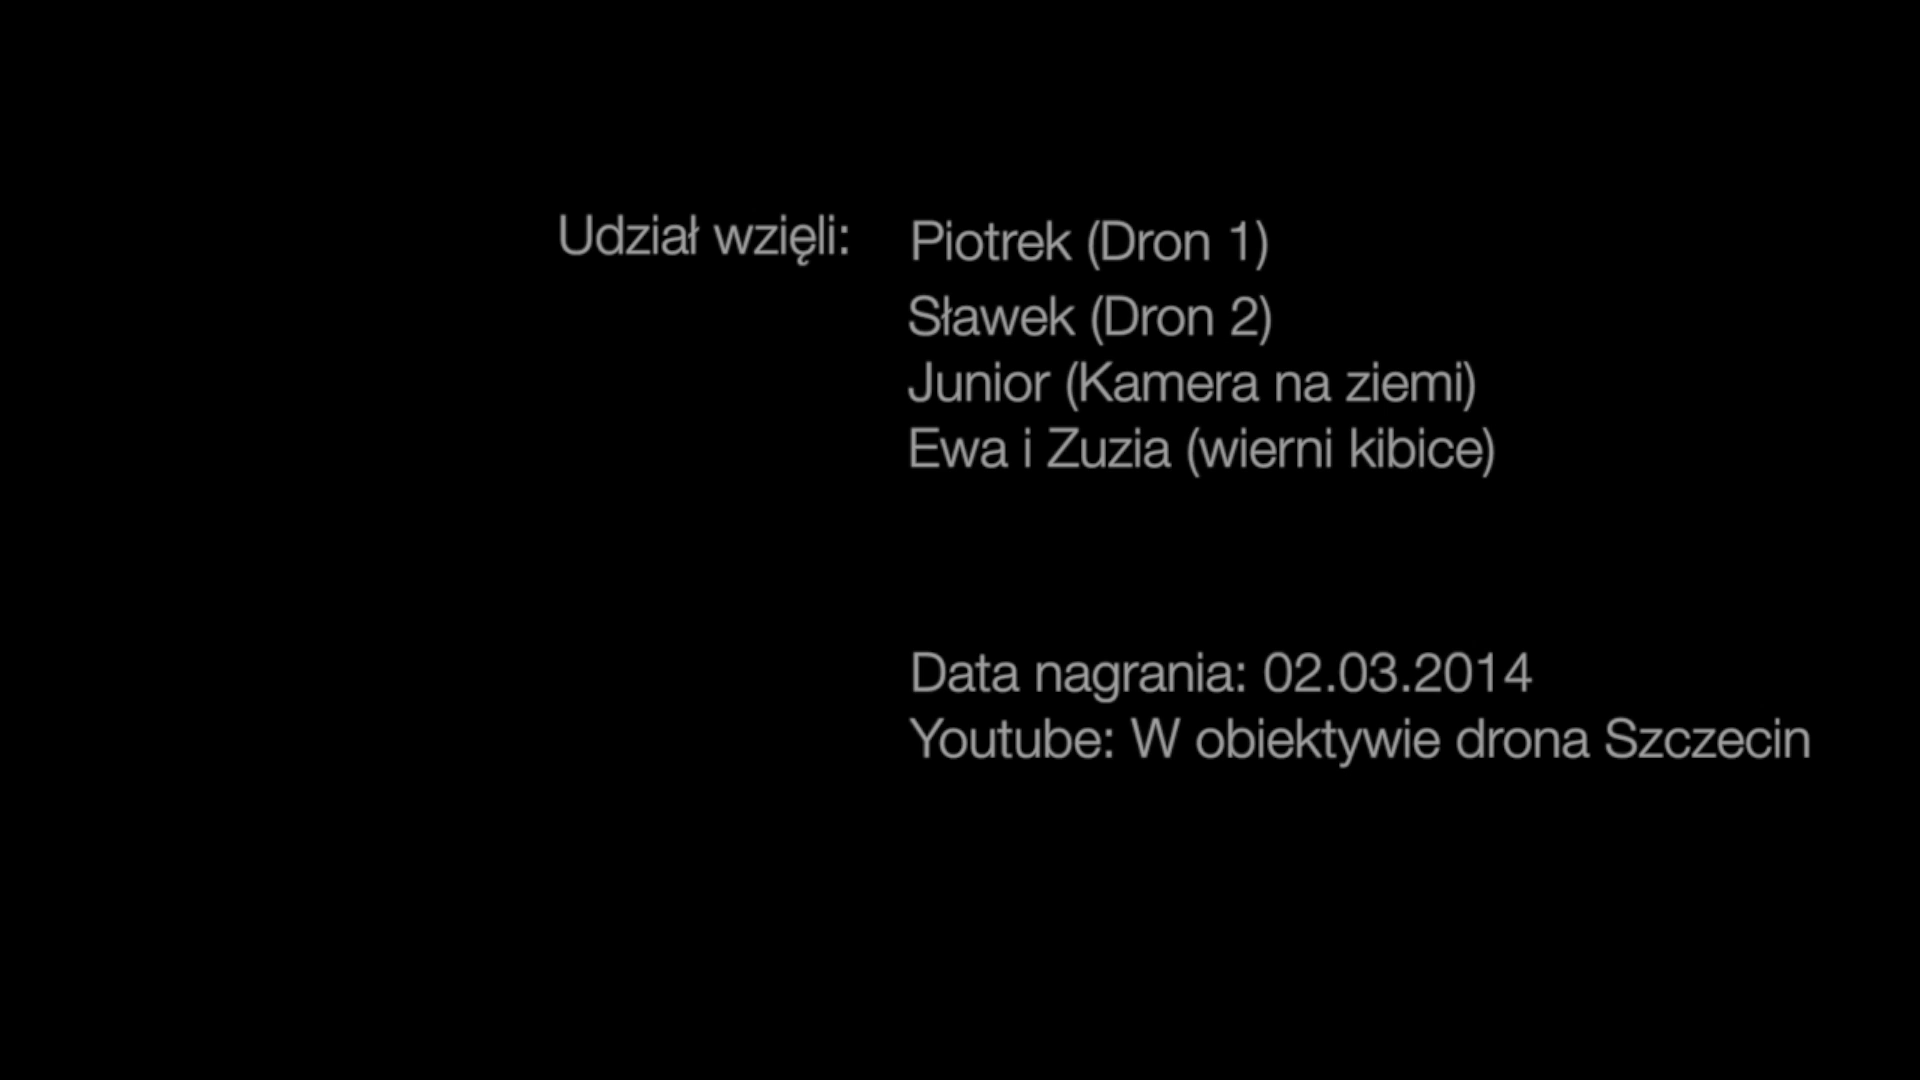 Udział wzięli: Piotrek (Dron 1)
Sławek (Dron 2)
Junior (Kamera na ziemi)
Ewa i Zuzia (wierni kibice)
Data nagrania: 02.03.2014
Youtube: W obiektywie drona Szczecin